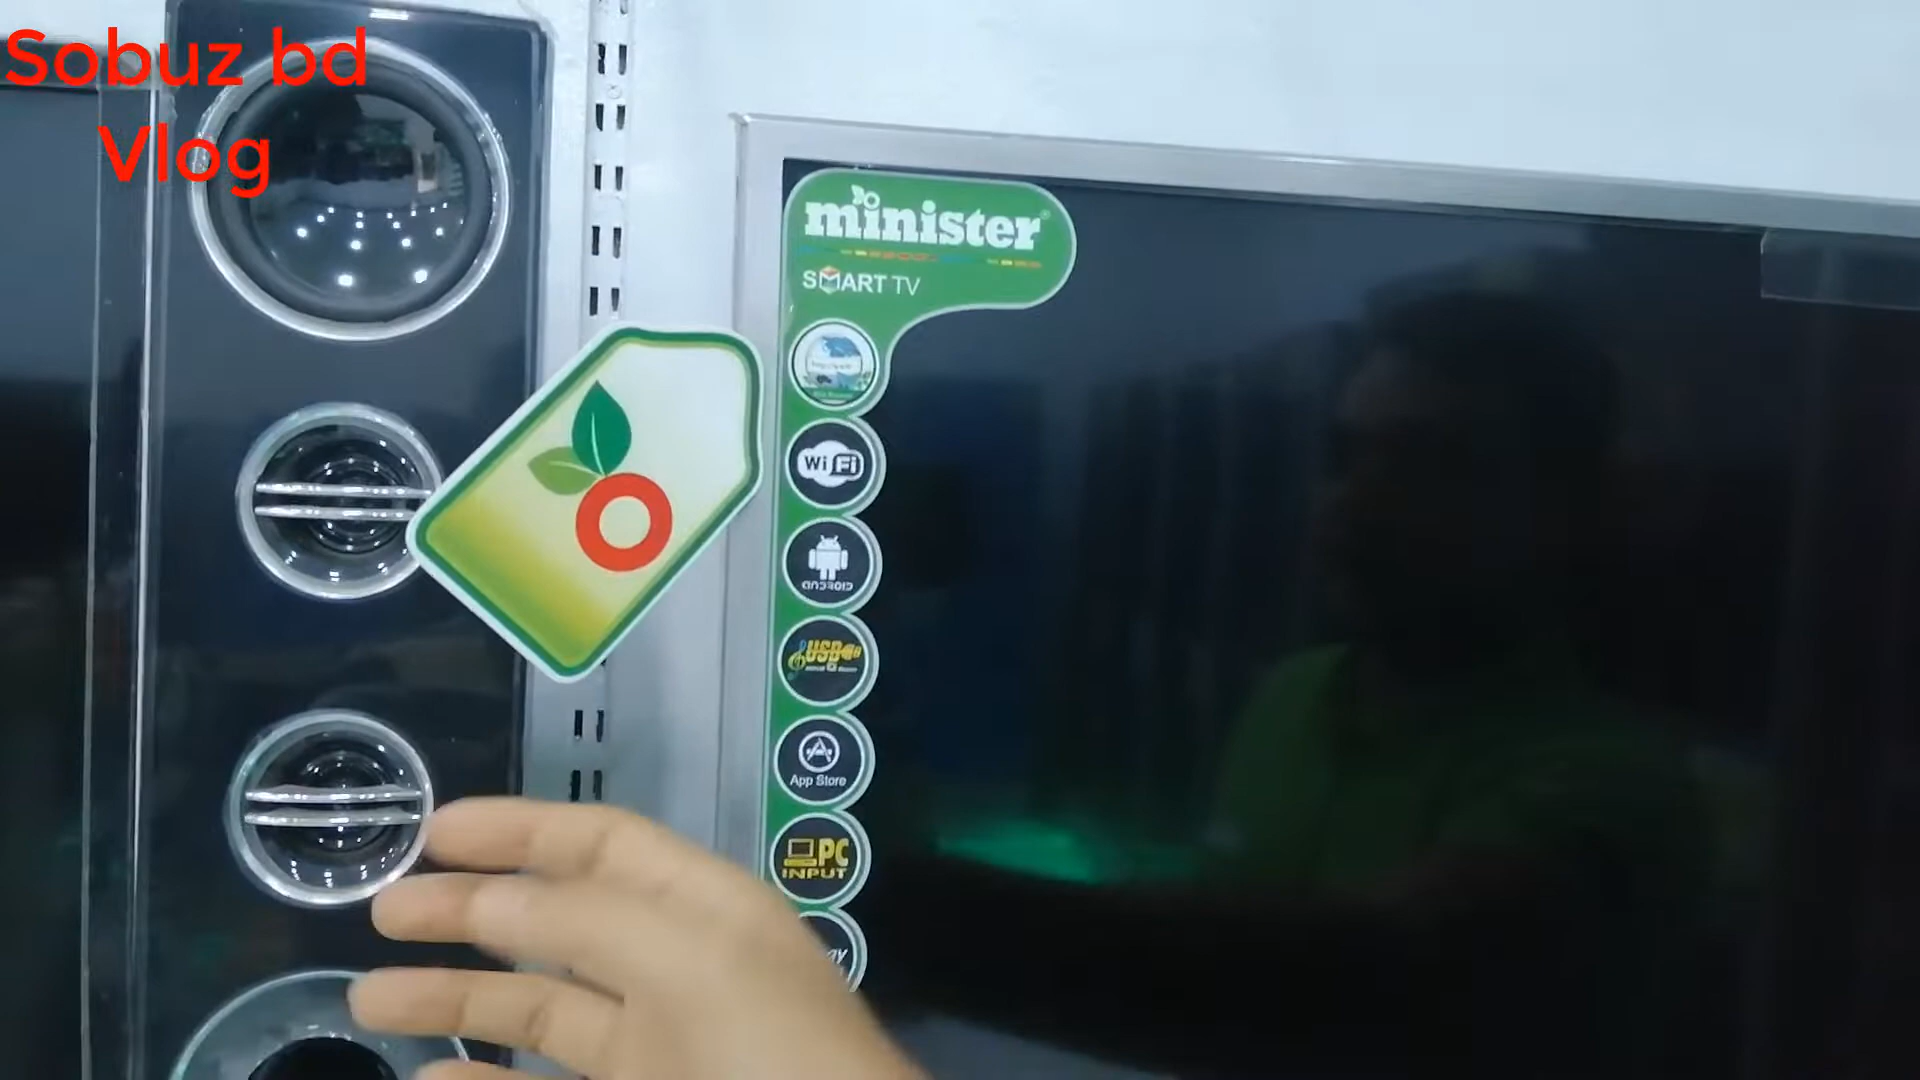 Sobuz bd
Vlog
minister
SMART TV
Wi Fi
ANDROID
USB
App Store
PC
INPUT